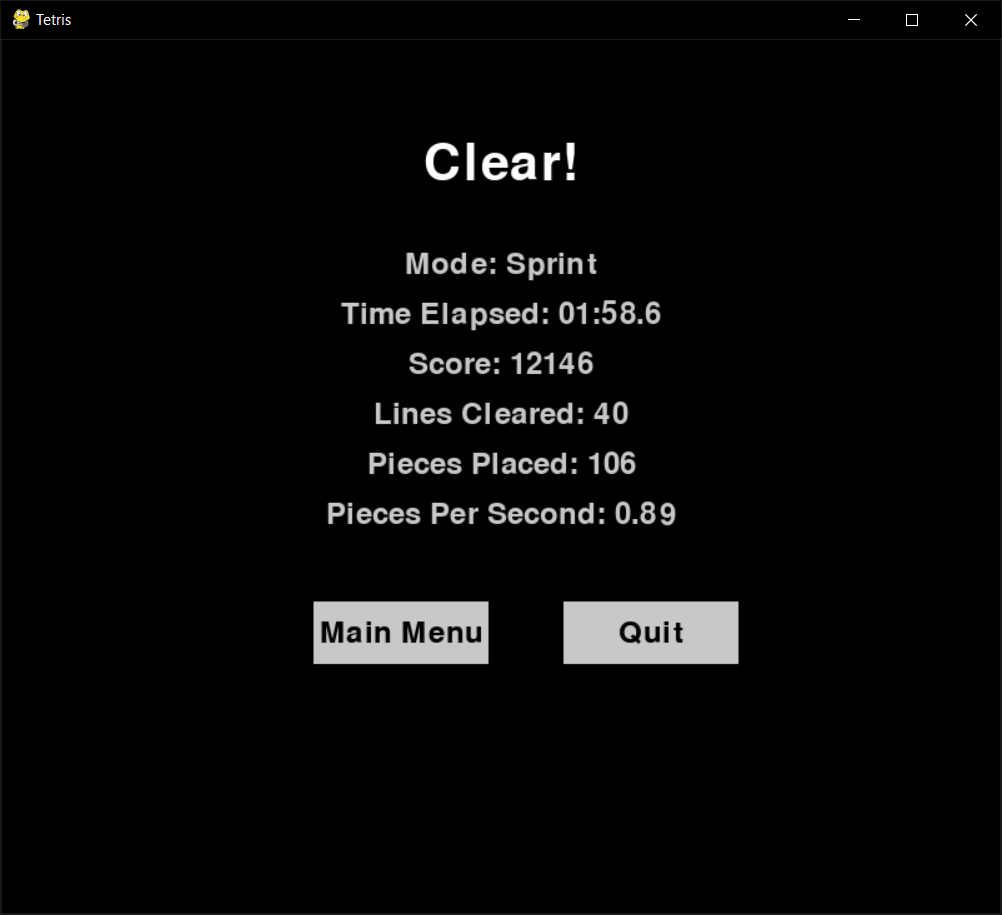 Tetris
Clear!
Mode: Sprint
Time Elapsed: 01:58.6
Score: 12146
Lines Cleared: 40
Pieces Placed: 106
Pieces Per Second: 0.89
Main Menu Quit